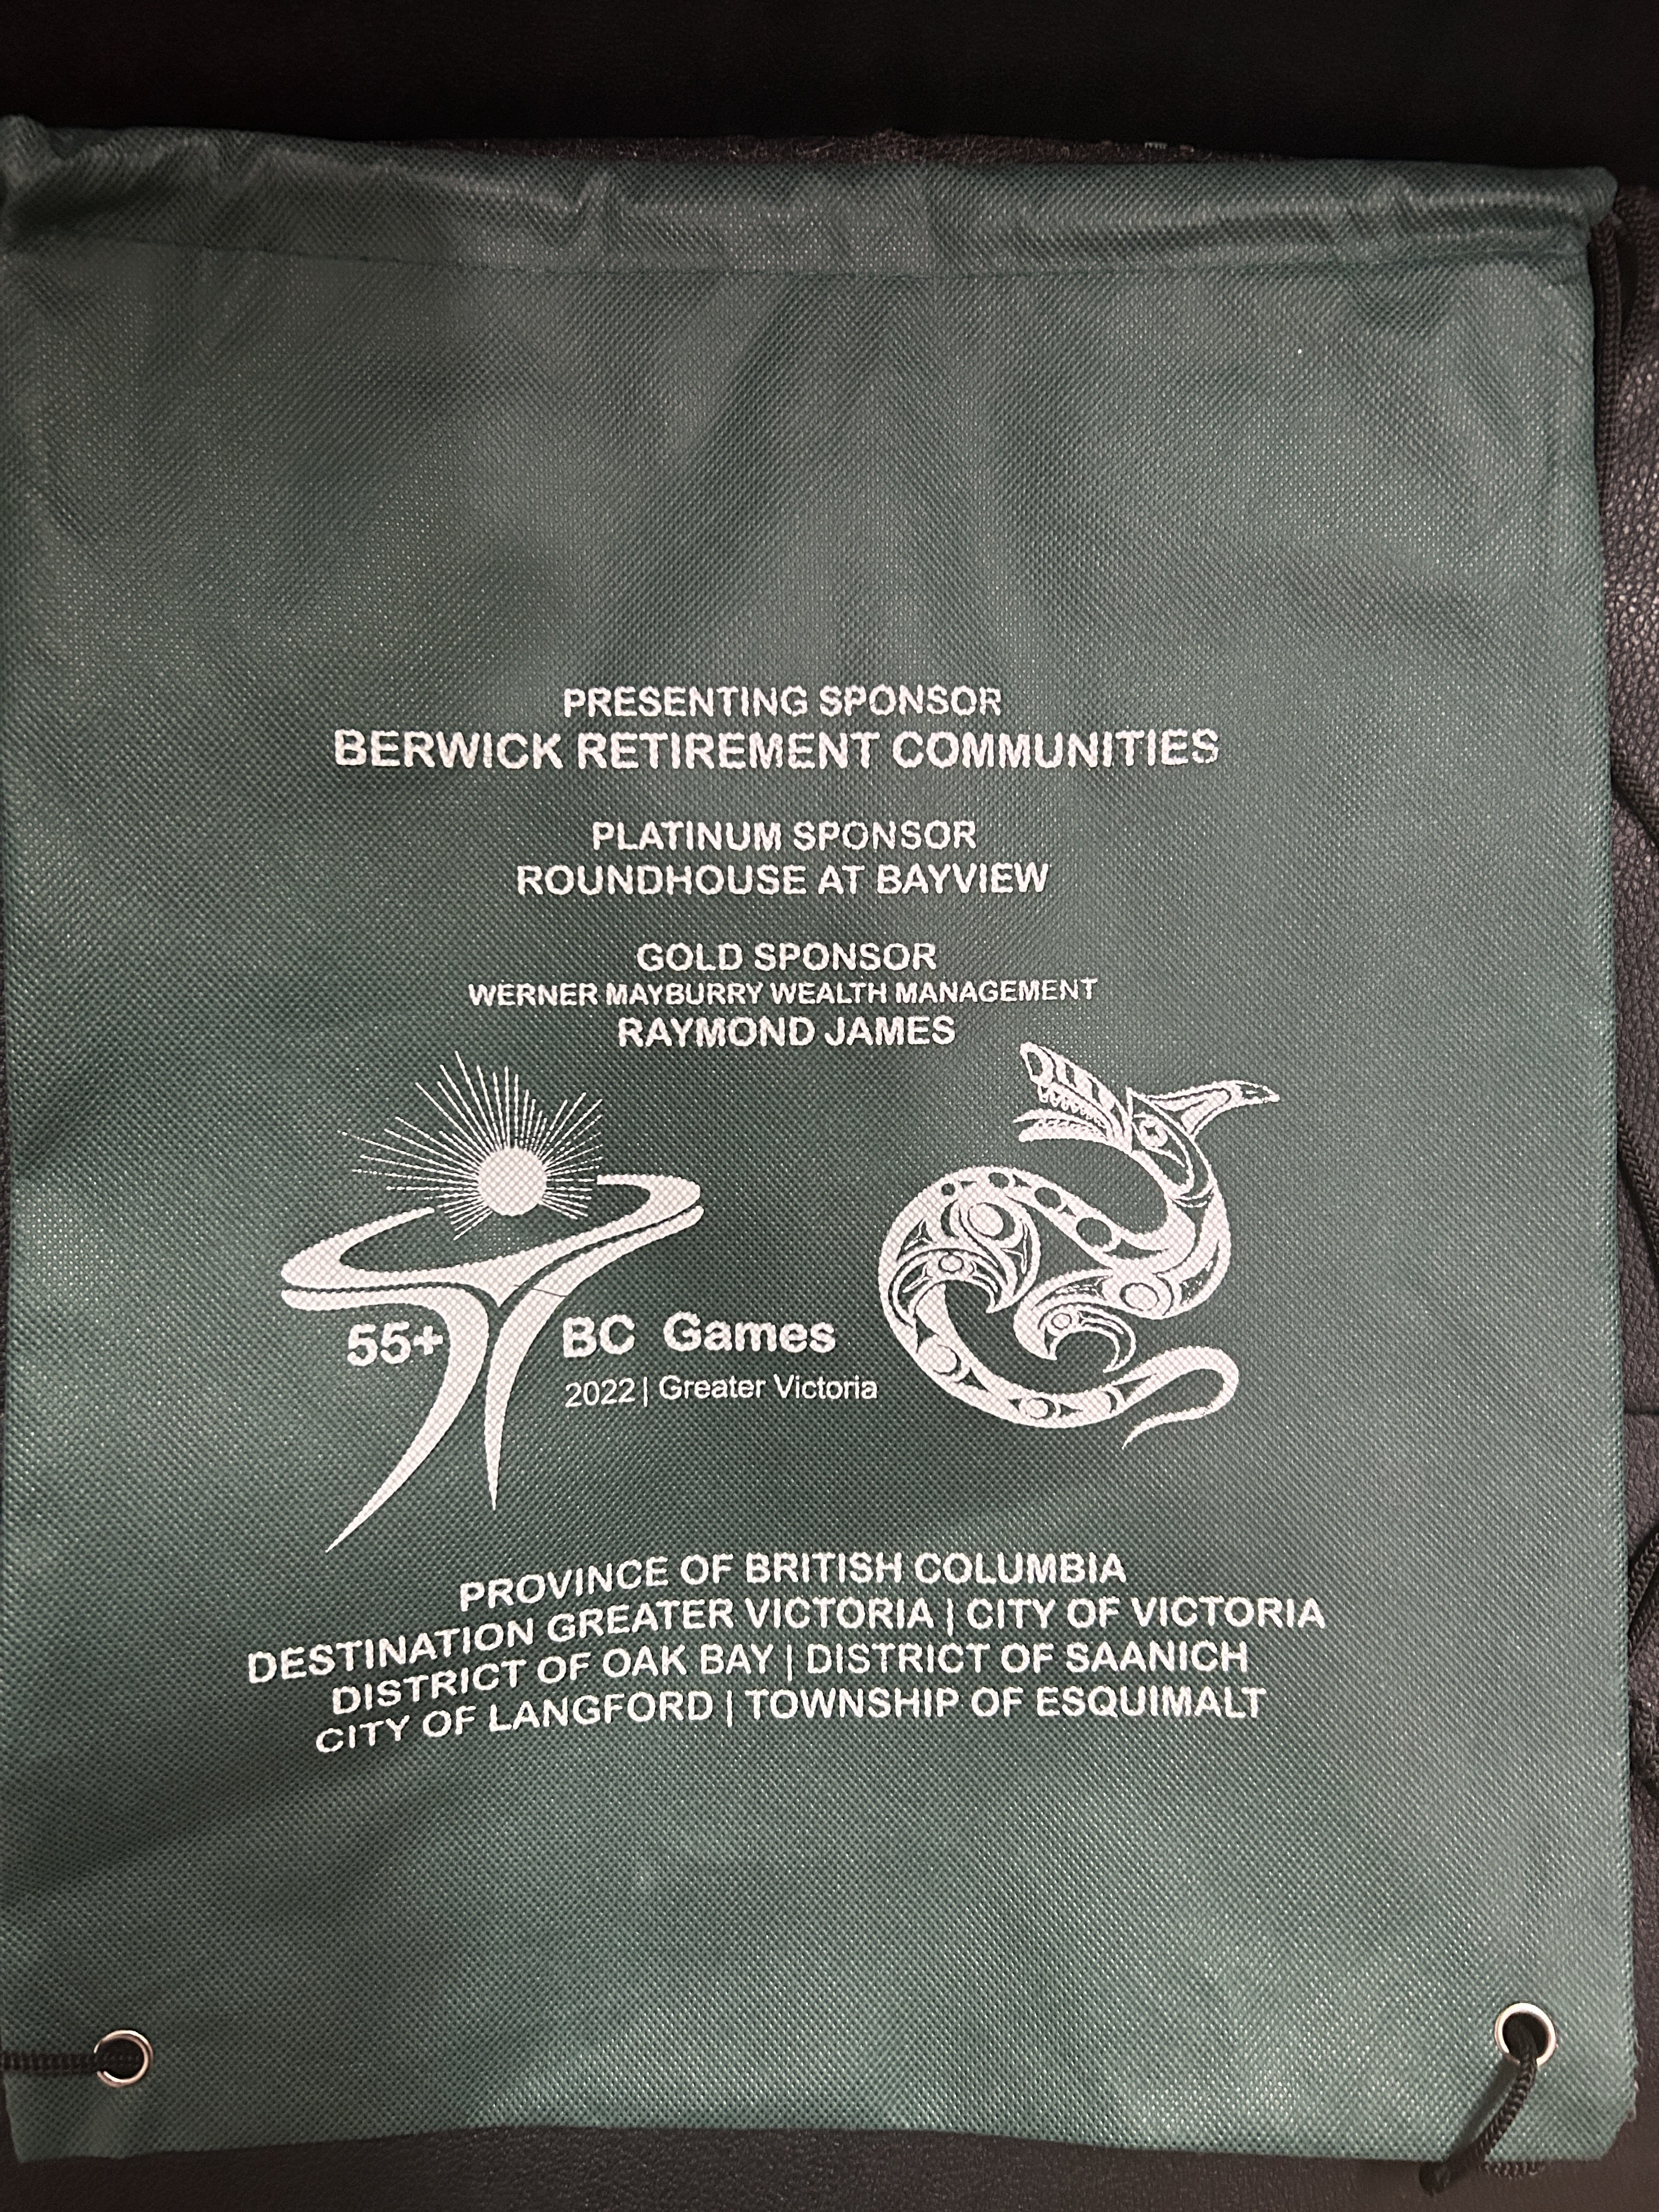 PRESENTING SPONSOR
BERWICK RETIREMENT COMMUNITIES
PLATINUM SPONSOR
ROUNDHOUSE AT BAYVIEW
GOLD SPONSOR
WERNER MAYBURRY WEALTH MANAGEMENT
RAYMOND JAMES
55+ BC Games
2022 | Greater Victoria
PROVINCE OF BRITISH COLUMBIA
DESTINATION GREATER VICTORIA | CITY OF VICTORIA
DISTRICT OF OAK BAY | DISTRICT OF SAANICH
CITY OF LANGFORD | TOWNSHIP OF ESQUIMALT